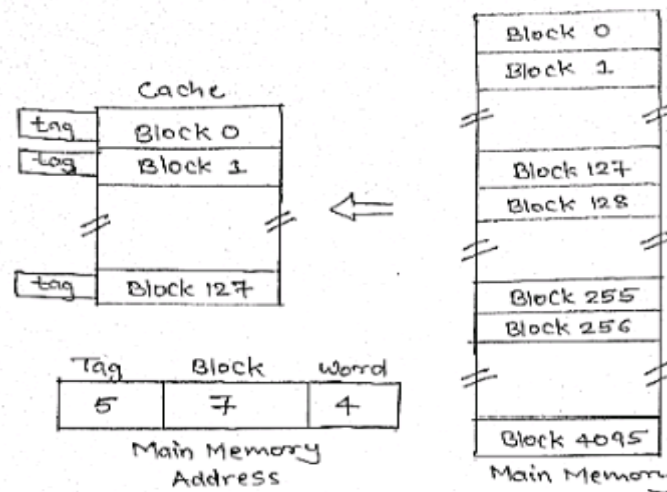 Cache
tag
Block 0
tag
Block 1
tag
Block 127
Tag
Block
Word
5
7
4
Main Memory
Address
Block 0
Block 1
Block 127
Block 128
Block 255
Block 256
Block 4095
Main Memory